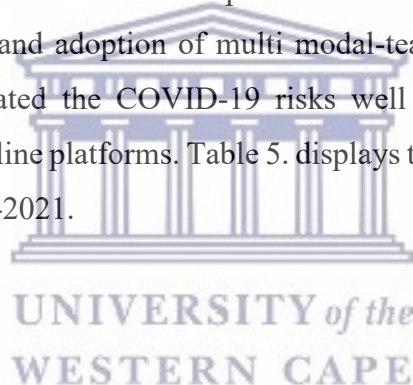 and adoption of multi modal-tea
ated the COVID-19 risks well
line platforms. Table 5. displays t
-2021.
UNIVERSITY of the
WESTERN CAPE